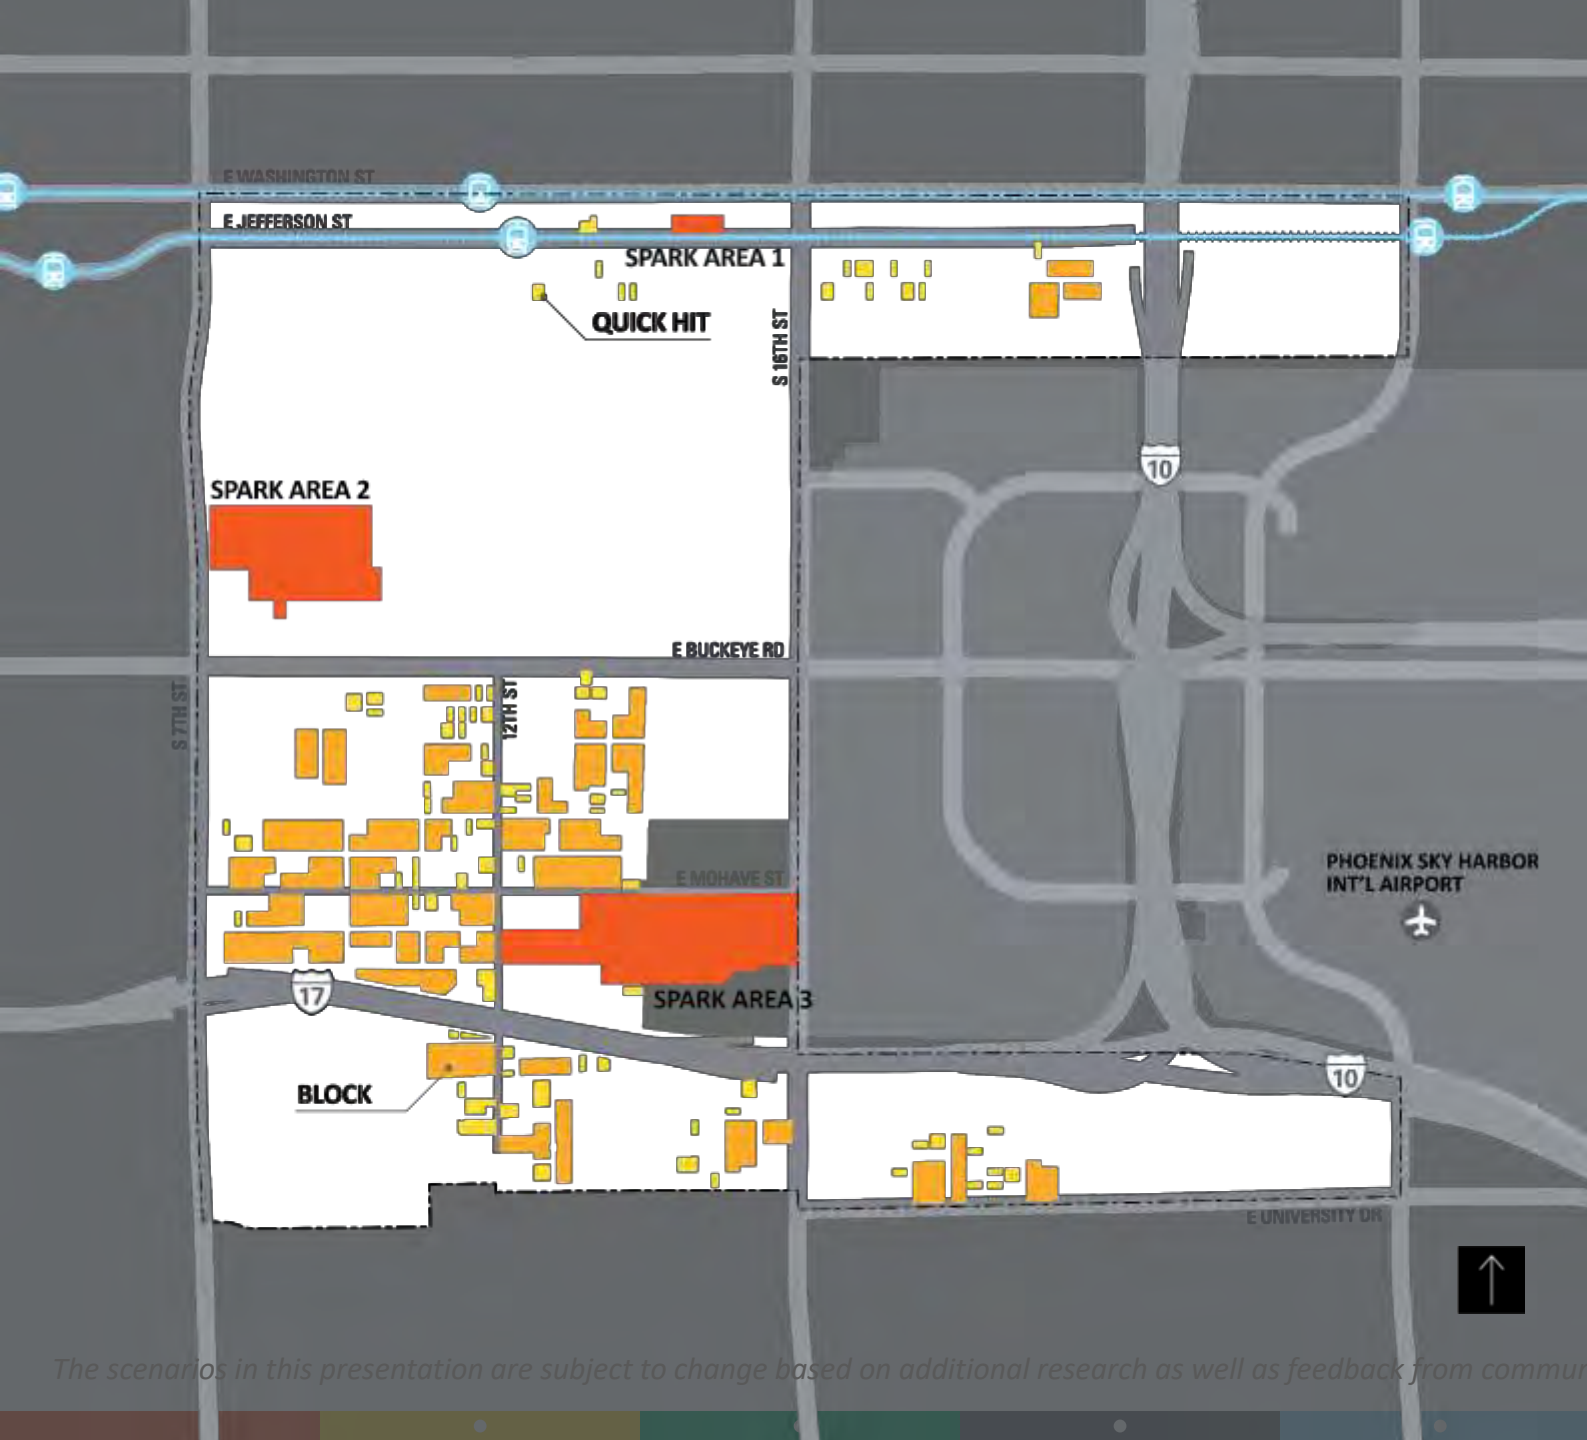 E WASHINGTON ST
E JEFFERSON ST
SPARK AREA 1
QUICK HIT
S 16TH ST
10
SPARK AREA 2
E BUCKEYE RD
S 7TH ST
12TH ST
PHOENIX SKY HARBOR
INT'L AIRPORT
E MOHAVE ST
17
SPARK AREA 3
10
BLOCK
E UNIVERSITY DR
The scenarios in this presentation are subject to change based on additional research as well as feedback from commun